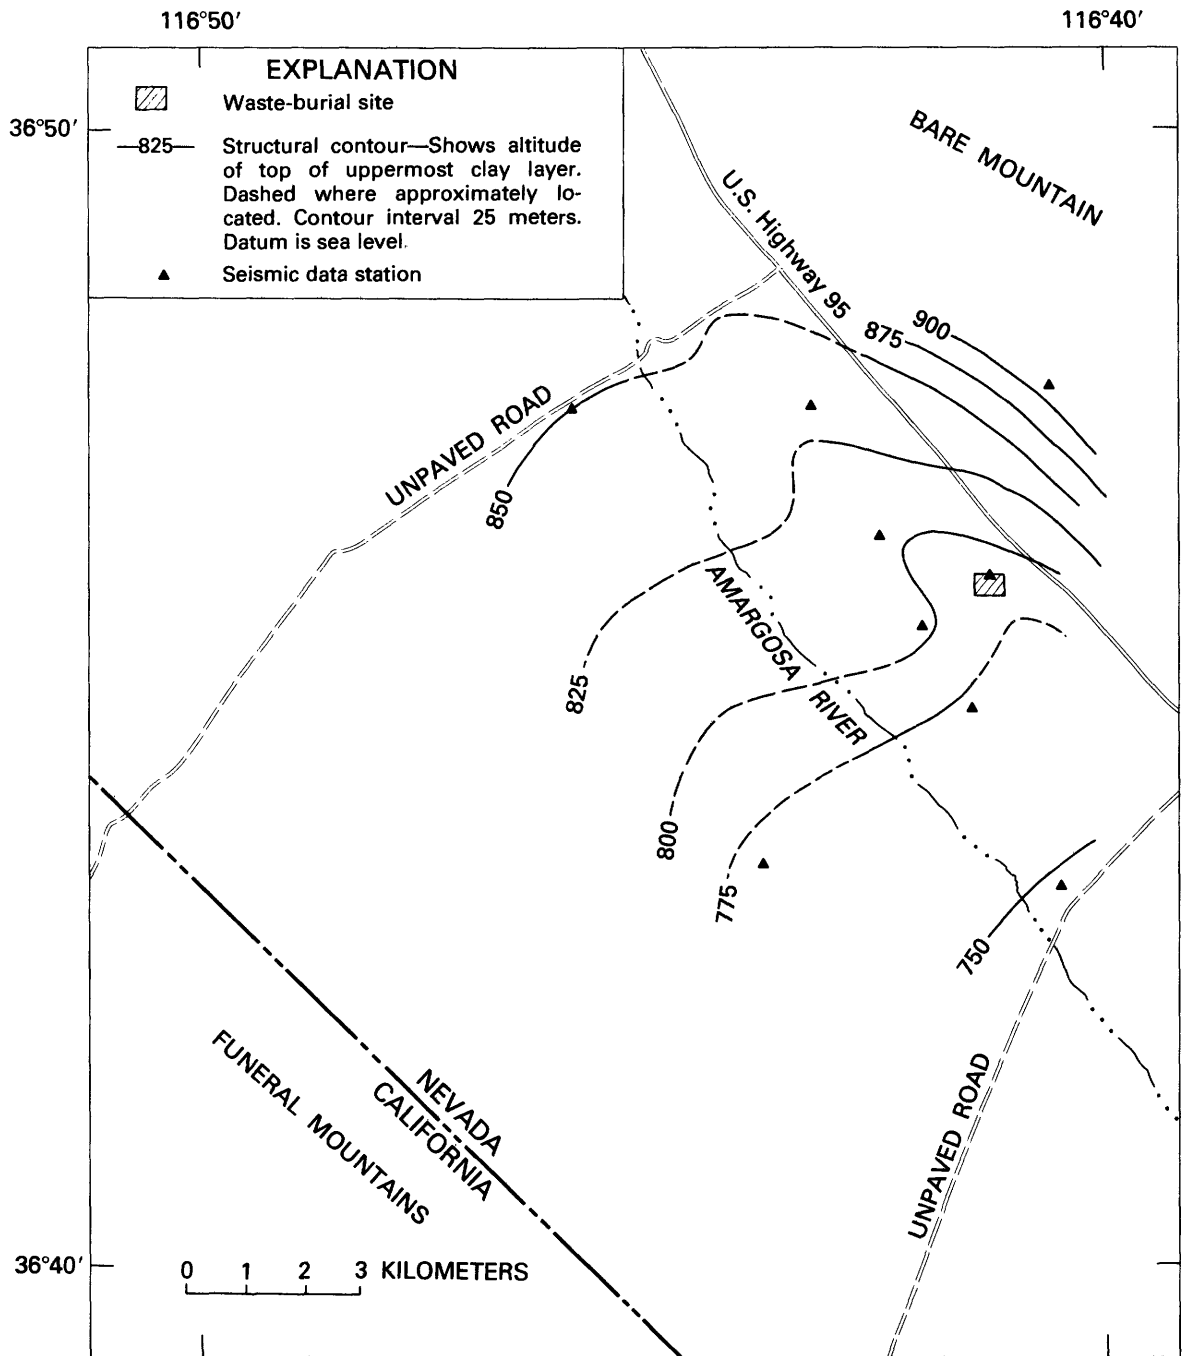 116°50′
116°40′
EXPLANATION
Waste-burial site
36°50′
825
Structural contour—Shows altitude
of top of uppermost clay layer.
Dashed where approximately lo-
cated. Contour interval 25 meters.
Datum is sea level.
Seismic data station
BARE MOUNTAIN
U.S. Highway 95
900
875
UNPAVED ROAD
850
AMARGOSA RIVER
825
800
775
750
FUNERAL MOUNTAINS
NEVADA
CALIFORNIA
UNPAVED ROAD
36°40′
0 1 2 3 KILOMETERS